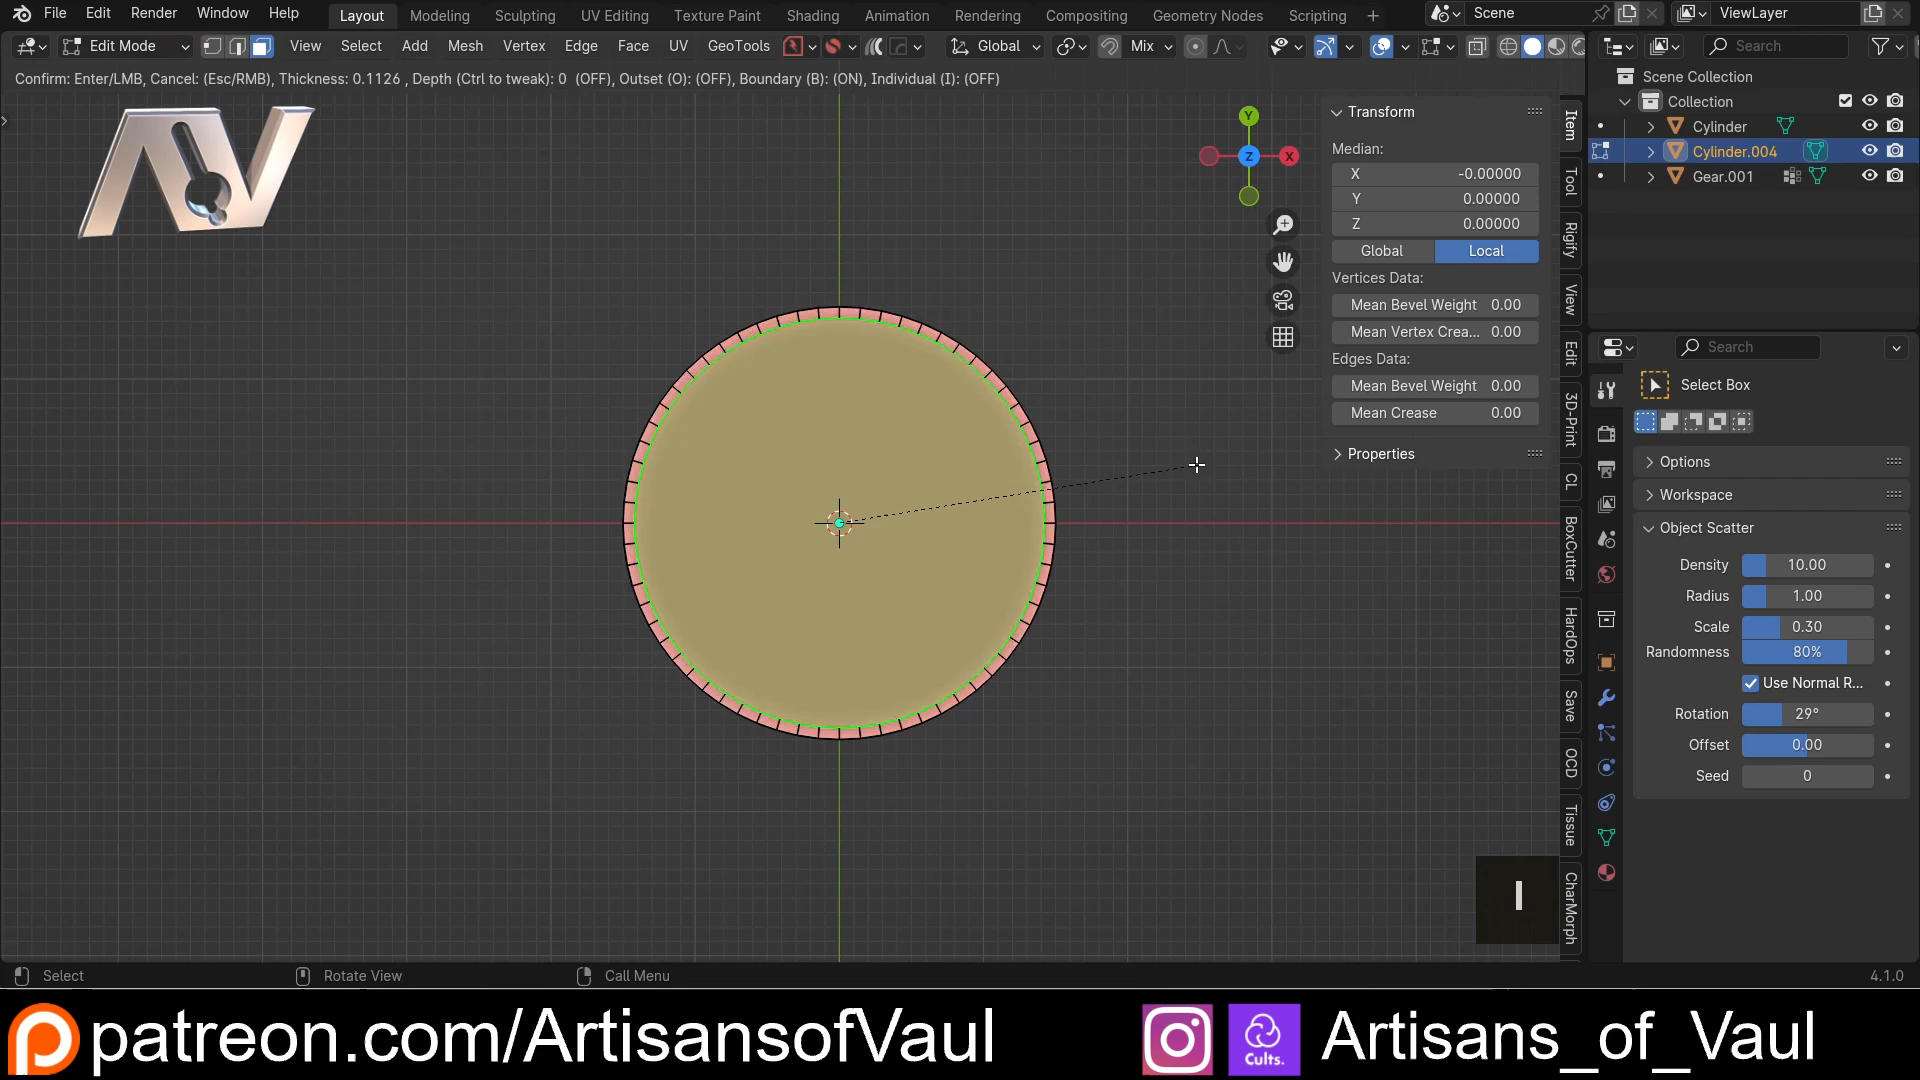 File Edit Render Window Help Layout Modeling Sculpting UV Editing Texture Paint Shading Animation Rendering Compositing Geometry Nodes Scripting + Scene ViewLayer
Edit Mode View Select Add Mesh Vertex Edge Face UV GeoTools Global Mix Search
Confirm: Enter/LMB, Cancel: (Esc/RMB), Thickness: 0.1126 , Depth (Ctrl to tweak): 0 (OFF), Outset (O): (OFF), Boundary (B): (ON), Individual (I): (OFF)
Scene Collection
Collection
Cylinder
Cylinder.004
Gear.001
AV
Y
Z
X
Transform
Median:
X -0.00000
Y 0.00000
Z 0.00000
Global Local
Vertices Data:
Mean Bevel Weight 0.00
Mean Vertex Crea... 0.00
Edges Data:
Mean Bevel Weight 0.00
Mean Crease 0.00
Properties
Item
Tool
Rigify
View
Edit
3D-Print
CL
BoxCutter
HardOps
Save
OCD
Tissue
CharMorph
Search
Select Box
Options
Workspace
Object Scatter
Density 10.00
Radius 1.00
Scale 0.30
Randomness 80%
Use Normal R...
Rotation 29°
Offset 0.00
Seed 0
I
Select Rotate View Call Menu 4.1.0
patreon.com/ArtisansofVaul
Cults.
Artisans_of_Vaul